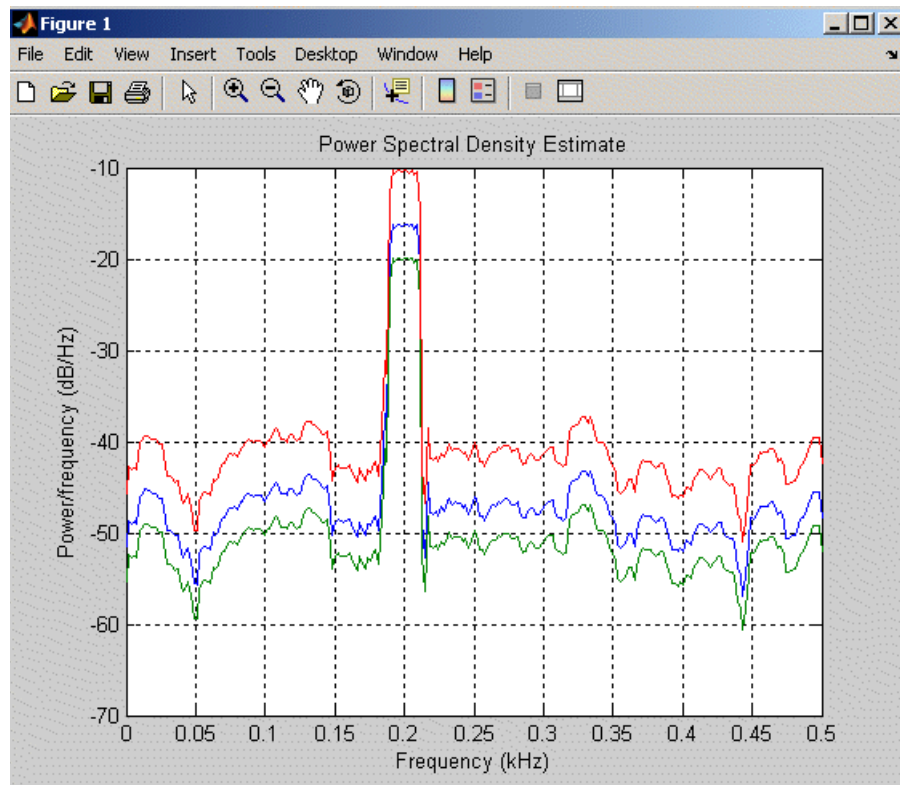 Figure 1
File Edit View Insert Tools Desktop Window Help
Power Spectral Density Estimate
-10
-20
-30
-40
-50
-60
-70
Power/frequency (dB/Hz)
0 0.05 0.1 0.15 0.2 0.25 0.3 0.35 0.4 0.45 0.5
Frequency (kHz)